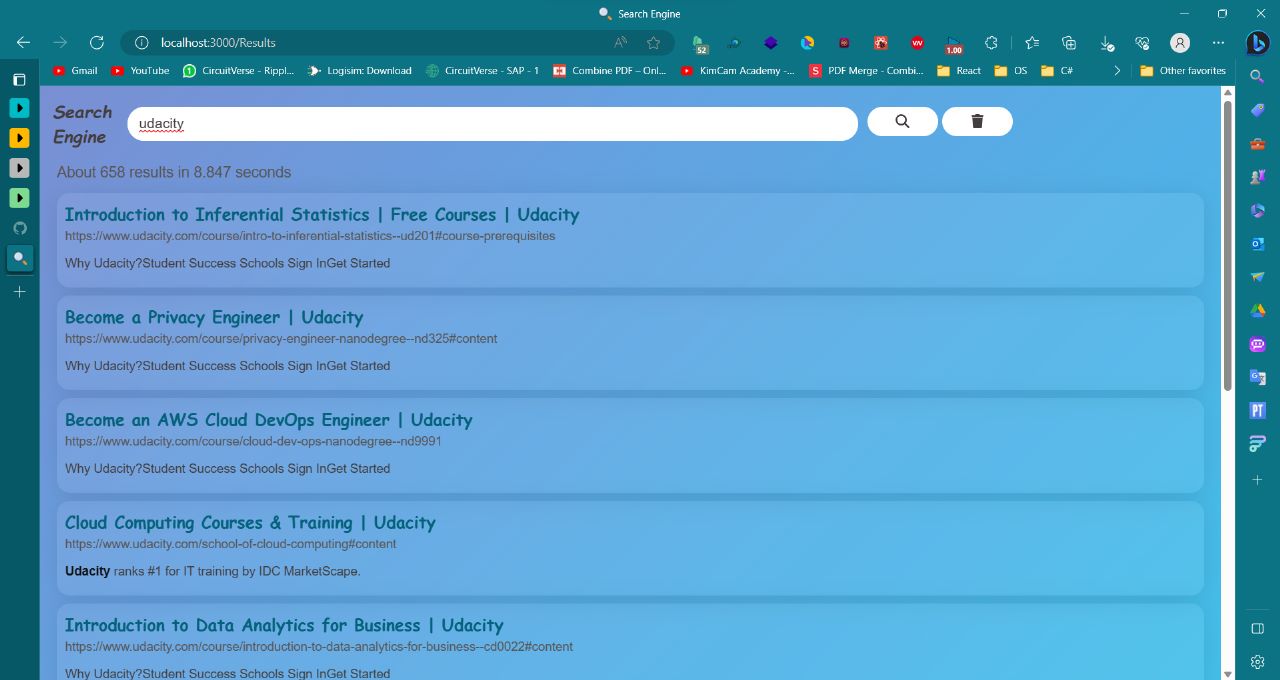 Search Engine
localhost:3000/Results
52
VIV
1.00
Gmail
YouTube
CircuitVerse - Rippl...
Logisim: Download
CircuitVerse - SAP - 1
Combine PDF – Onl...
KimCam Academy -...
PDF Merge - Combi...
React
OS
C#
Other favorites
Search
Engine
udacity
About 658 results in 8.847 seconds
Introduction to Inferential Statistics | Free Courses | Udacity
https://www.udacity.com/course/intro-to-inferential-statistics--ud201#course-prerequisites
Why Udacity?Student Success Schools Sign InGet Started
Become a Privacy Engineer | Udacity
https://www.udacity.com/course/privacy-engineer-nanodegree--nd325#content
Why Udacity?Student Success Schools Sign InGet Started
Become an AWS Cloud DevOps Engineer | Udacity
https://www.udacity.com/course/cloud-dev-ops-nanodegree--nd9991
Why Udacity?Student Success Schools Sign InGet Started
Cloud Computing Courses & Training | Udacity
https://www.udacity.com/school-of-cloud-computing#content
Udacity ranks #1 for IT training by IDC MarketScape.
Introduction to Data Analytics for Business | Udacity
https://www.udacity.com/course/introduction-to-data-analytics-for-business--cd0022#content
Why Udacity?Student Success Schools Sign InGet Started
PT